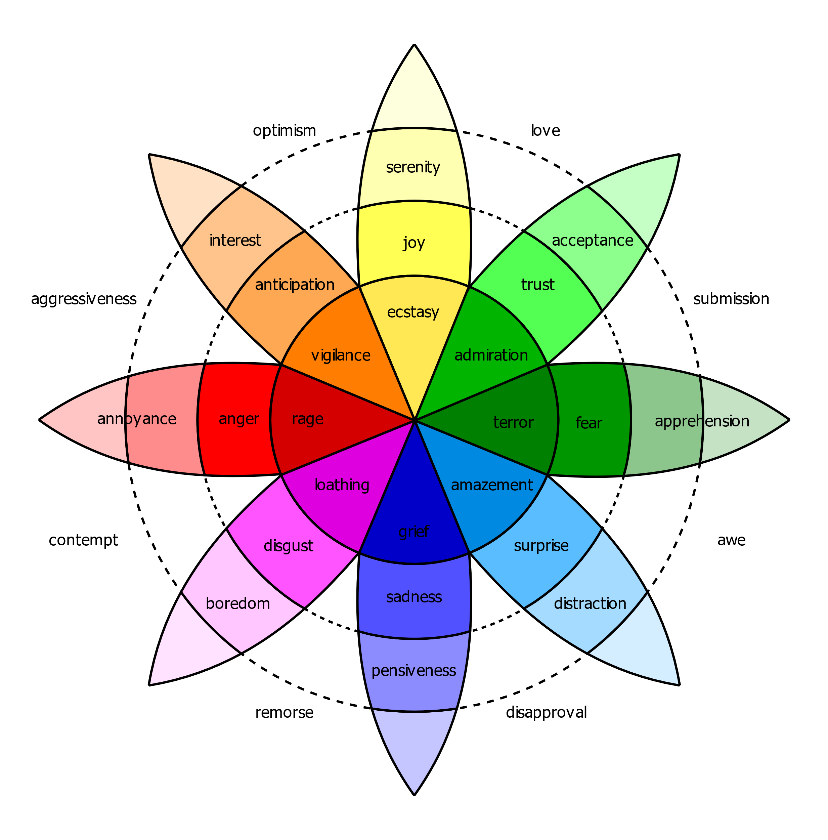 optimism
love
serenity
interest
joy
acceptance
anticipation
trust
aggressiveness
submission
ecstasy
vigilance
admiration
annoyance
anger
rage
terror
fear
apprehension
loathing
amazement
grief
contempt
disgust
surprise
awe
boredom
sadness
distraction
pensiveness
remorse
disapproval